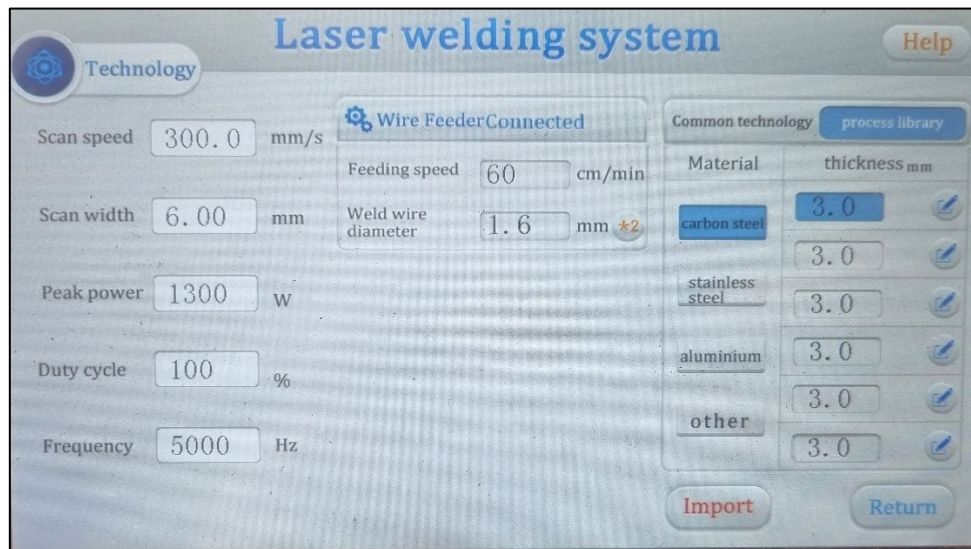 Laser welding system
Help
Technology
Scan speed 300.0 mm/s
Scan width 6.00 mm
Peak power 1300 W
Duty cycle 100 %
Frequency 5000 Hz
Wire FeederConnected
Feeding speed 60 cm/min
Weld wire
diameter 1.6 mm *2
Common technology process library
Material thickness mm
carbon steel
stainless
steel
aluminium
other
3.0
3.0
3.0
3.0
3.0
3.0
Import Return